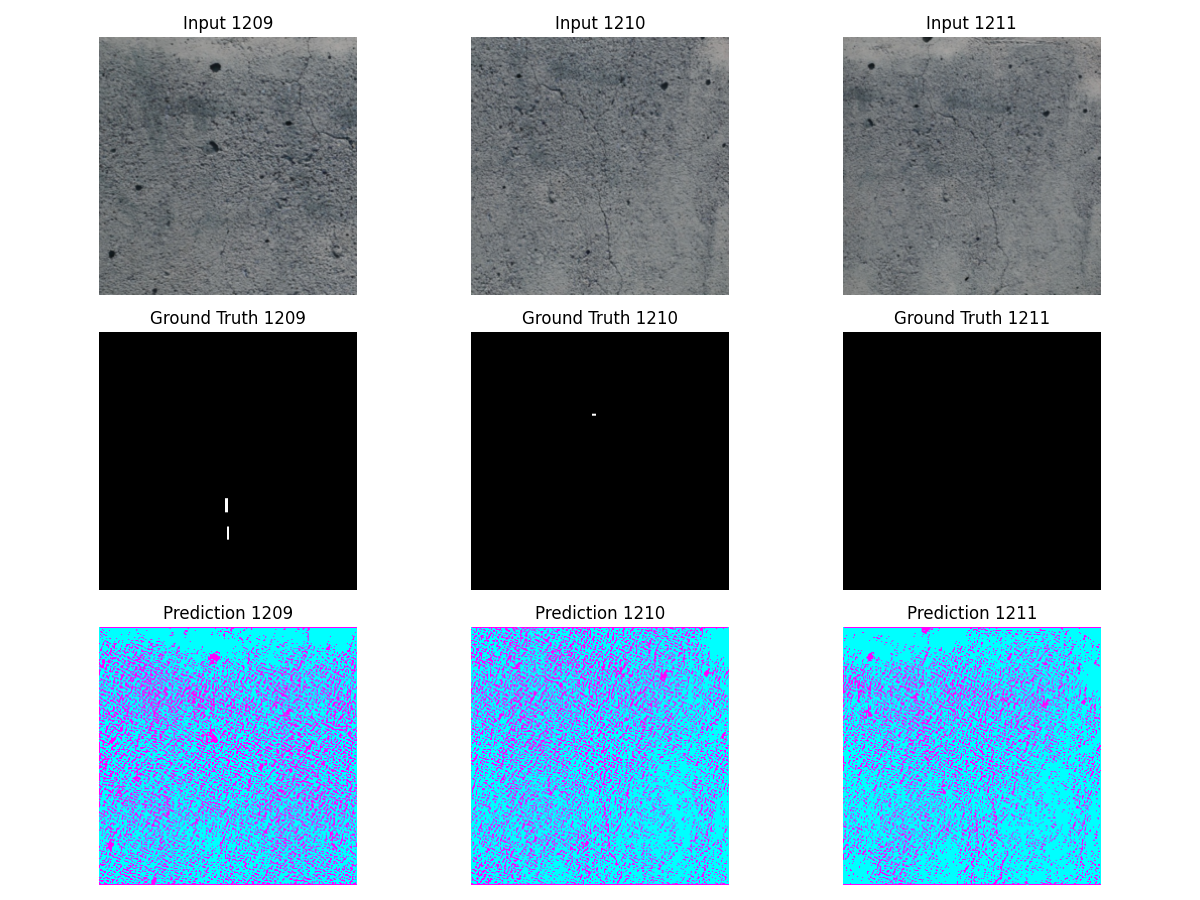 Input 1209
Input 1210
Input 1211
Ground Truth 1209
Ground Truth 1210
Ground Truth 1211
Prediction 1209
Prediction 1210
Prediction 1211